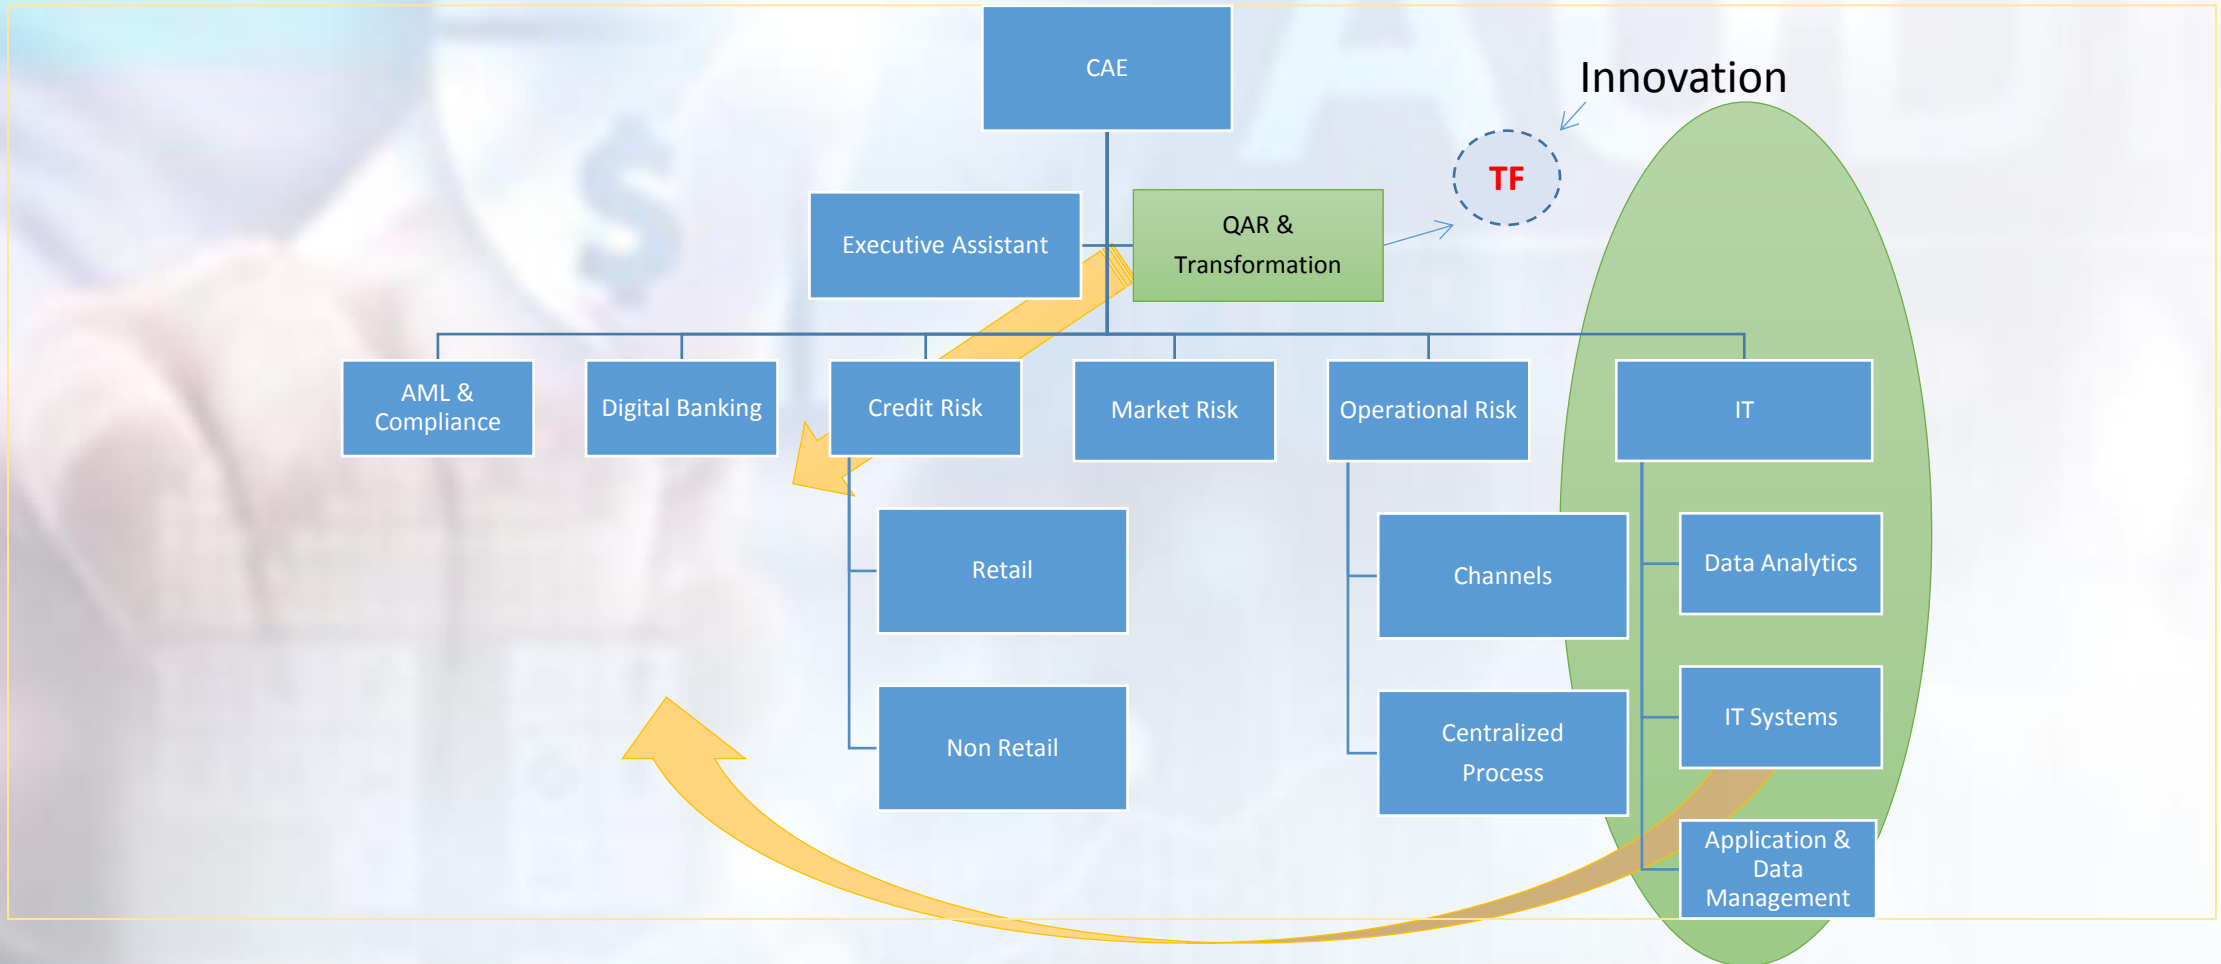 CAE
Innovation
TF
Executive Assistant
QAR &
Transformation
AML &
Compliance
Digital Banking
Credit Risk
Market Risk
Operational Risk
IT
Retail
Channels
Data Analytics
Non Retail
Centralized
Process
IT Systems
Application &
Data
Management